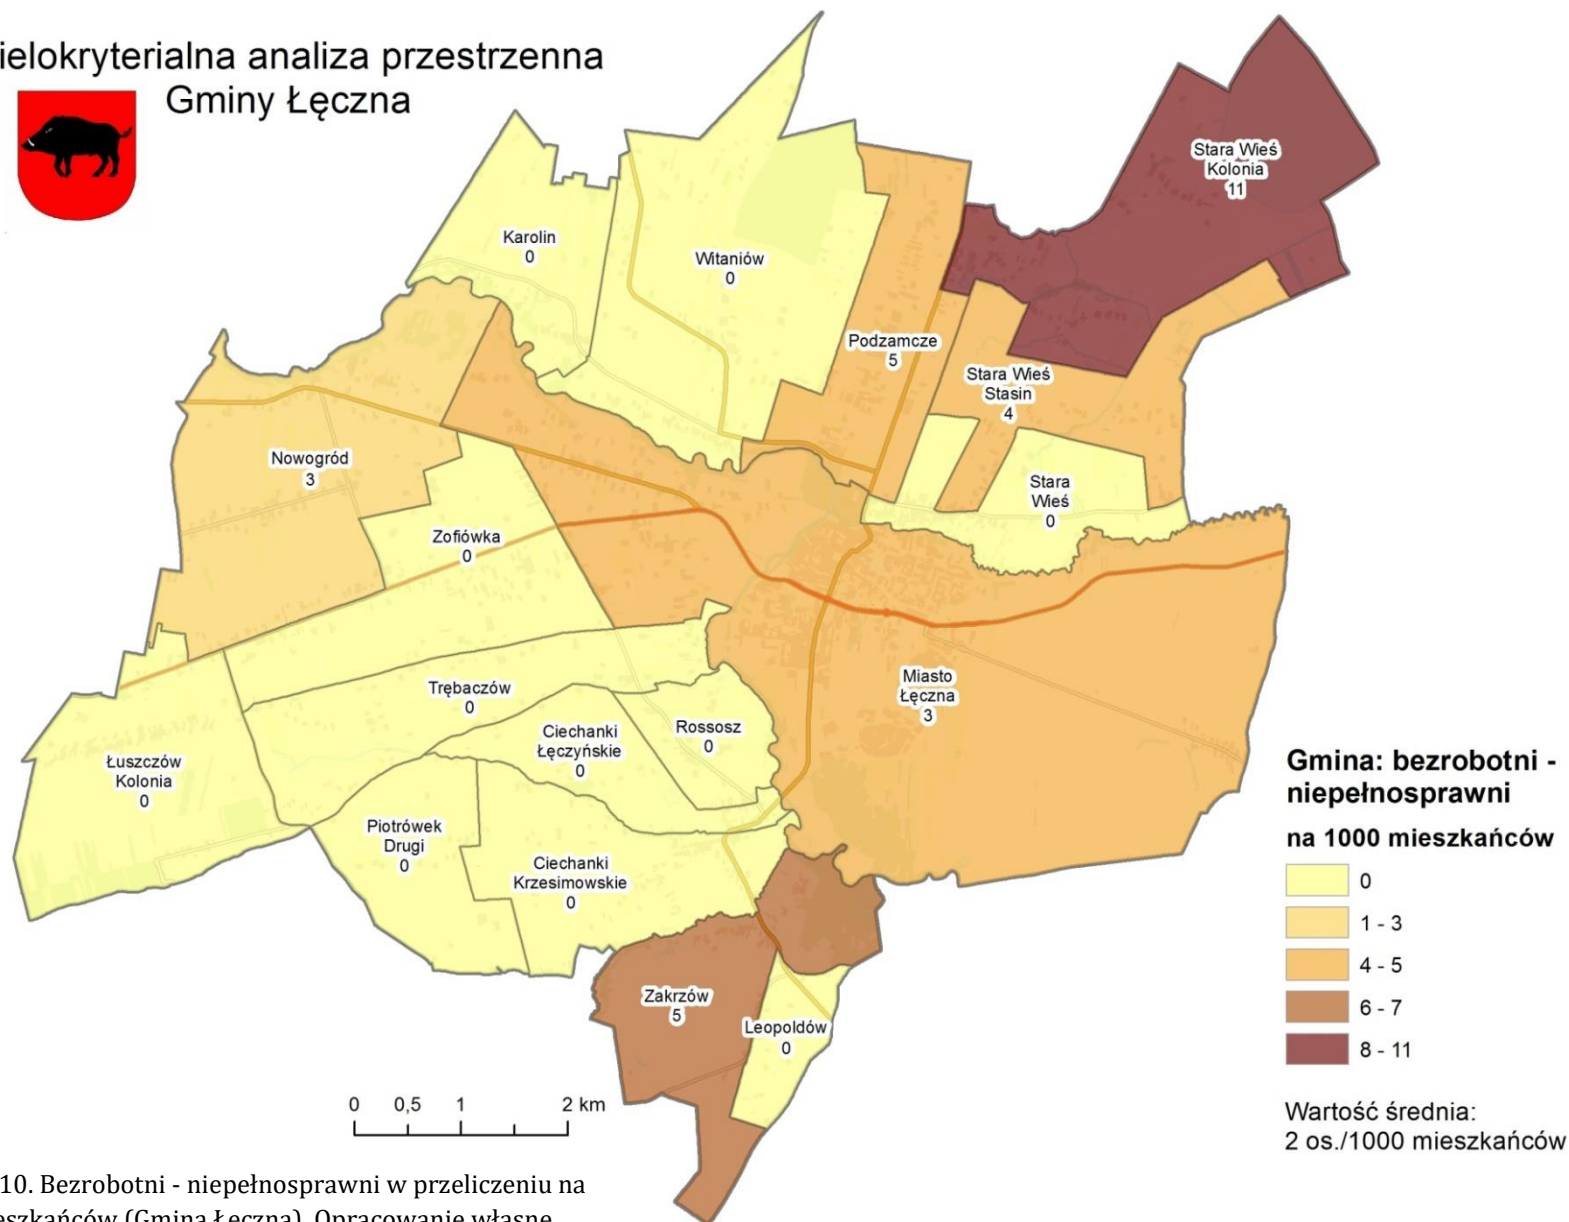 ielokryterialna analiza przestrzenna
Gminy Łęczna
Stara Wieś
Kolonia
11
Karolin
0
Witaniów
0
Podzamcze
5
Stara Wieś
Stasin
4
Nowogród
3
Stara
Wieś
0
Zofiówka
0
Miasto
Łęczna
3
Trębaczów
0
Rossosz
0
Ciechanki
Łęczyńskie
0
Łuszczów
Kolonia
0
Piotrówek
Drugi
0
Ciechanki
Krzesimowskie
0
Zakrzów
5
Leopoldów
0
Gmina: bezrobotni -
niepełnosprawni
na 1000 mieszkańców
0
1 - 3
4 - 5
6 - 7
8 - 11
Wartość średnia:
2 os./1000 mieszkańców
0 0,5 1 2 km
10. Bezrobotni - niepełnosprawni w przeliczeniu na
eszkańców (Gmina Łęczna). Opracowanie własne